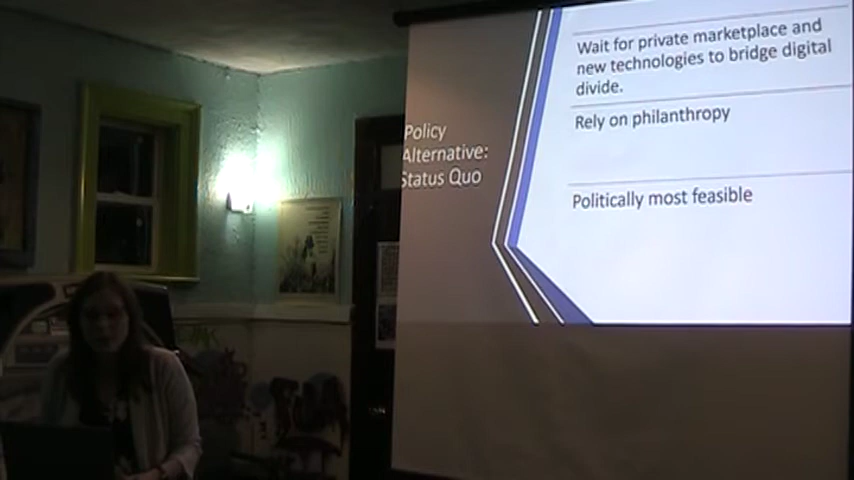 Policy
Alternative:
Status Quo
Wait for private marketplace and
new technologies to bridge digital
divide.
Rely on philanthropy
Politically most feasible